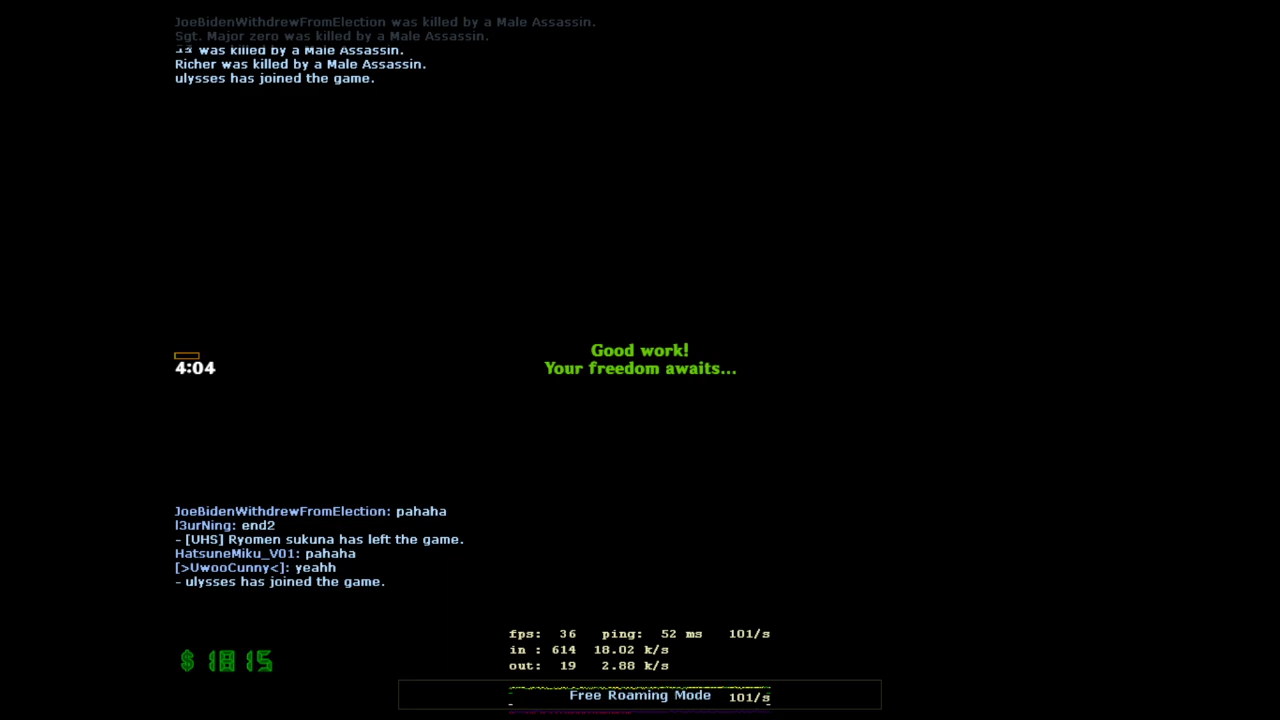 JoeBidenWithdrewFromElection was killed by a Male Assassin.
Sgt. Major zero was killed by a Male Assassin.
was killed by a Male Assassin.
Richer was killed by a Male Assassin.
ulysses has joined the game.
Good work!
4:04
Your freedom awaits...
JoeBidenWithdrewFromElection: pahaha
l3urNing: end2
- [UHS] Ryomen sukuna has left the game.
HatsuneMiku_V01: pahaha
[>UwooCunny<]: yeahh
- ulysses has joined the game.
fps: 36 ping: 52 ms 101/s
in : 614 18.02 k/s
out: 19 2.88 k/s
$ 1815
Free Roaming Mode 101/s